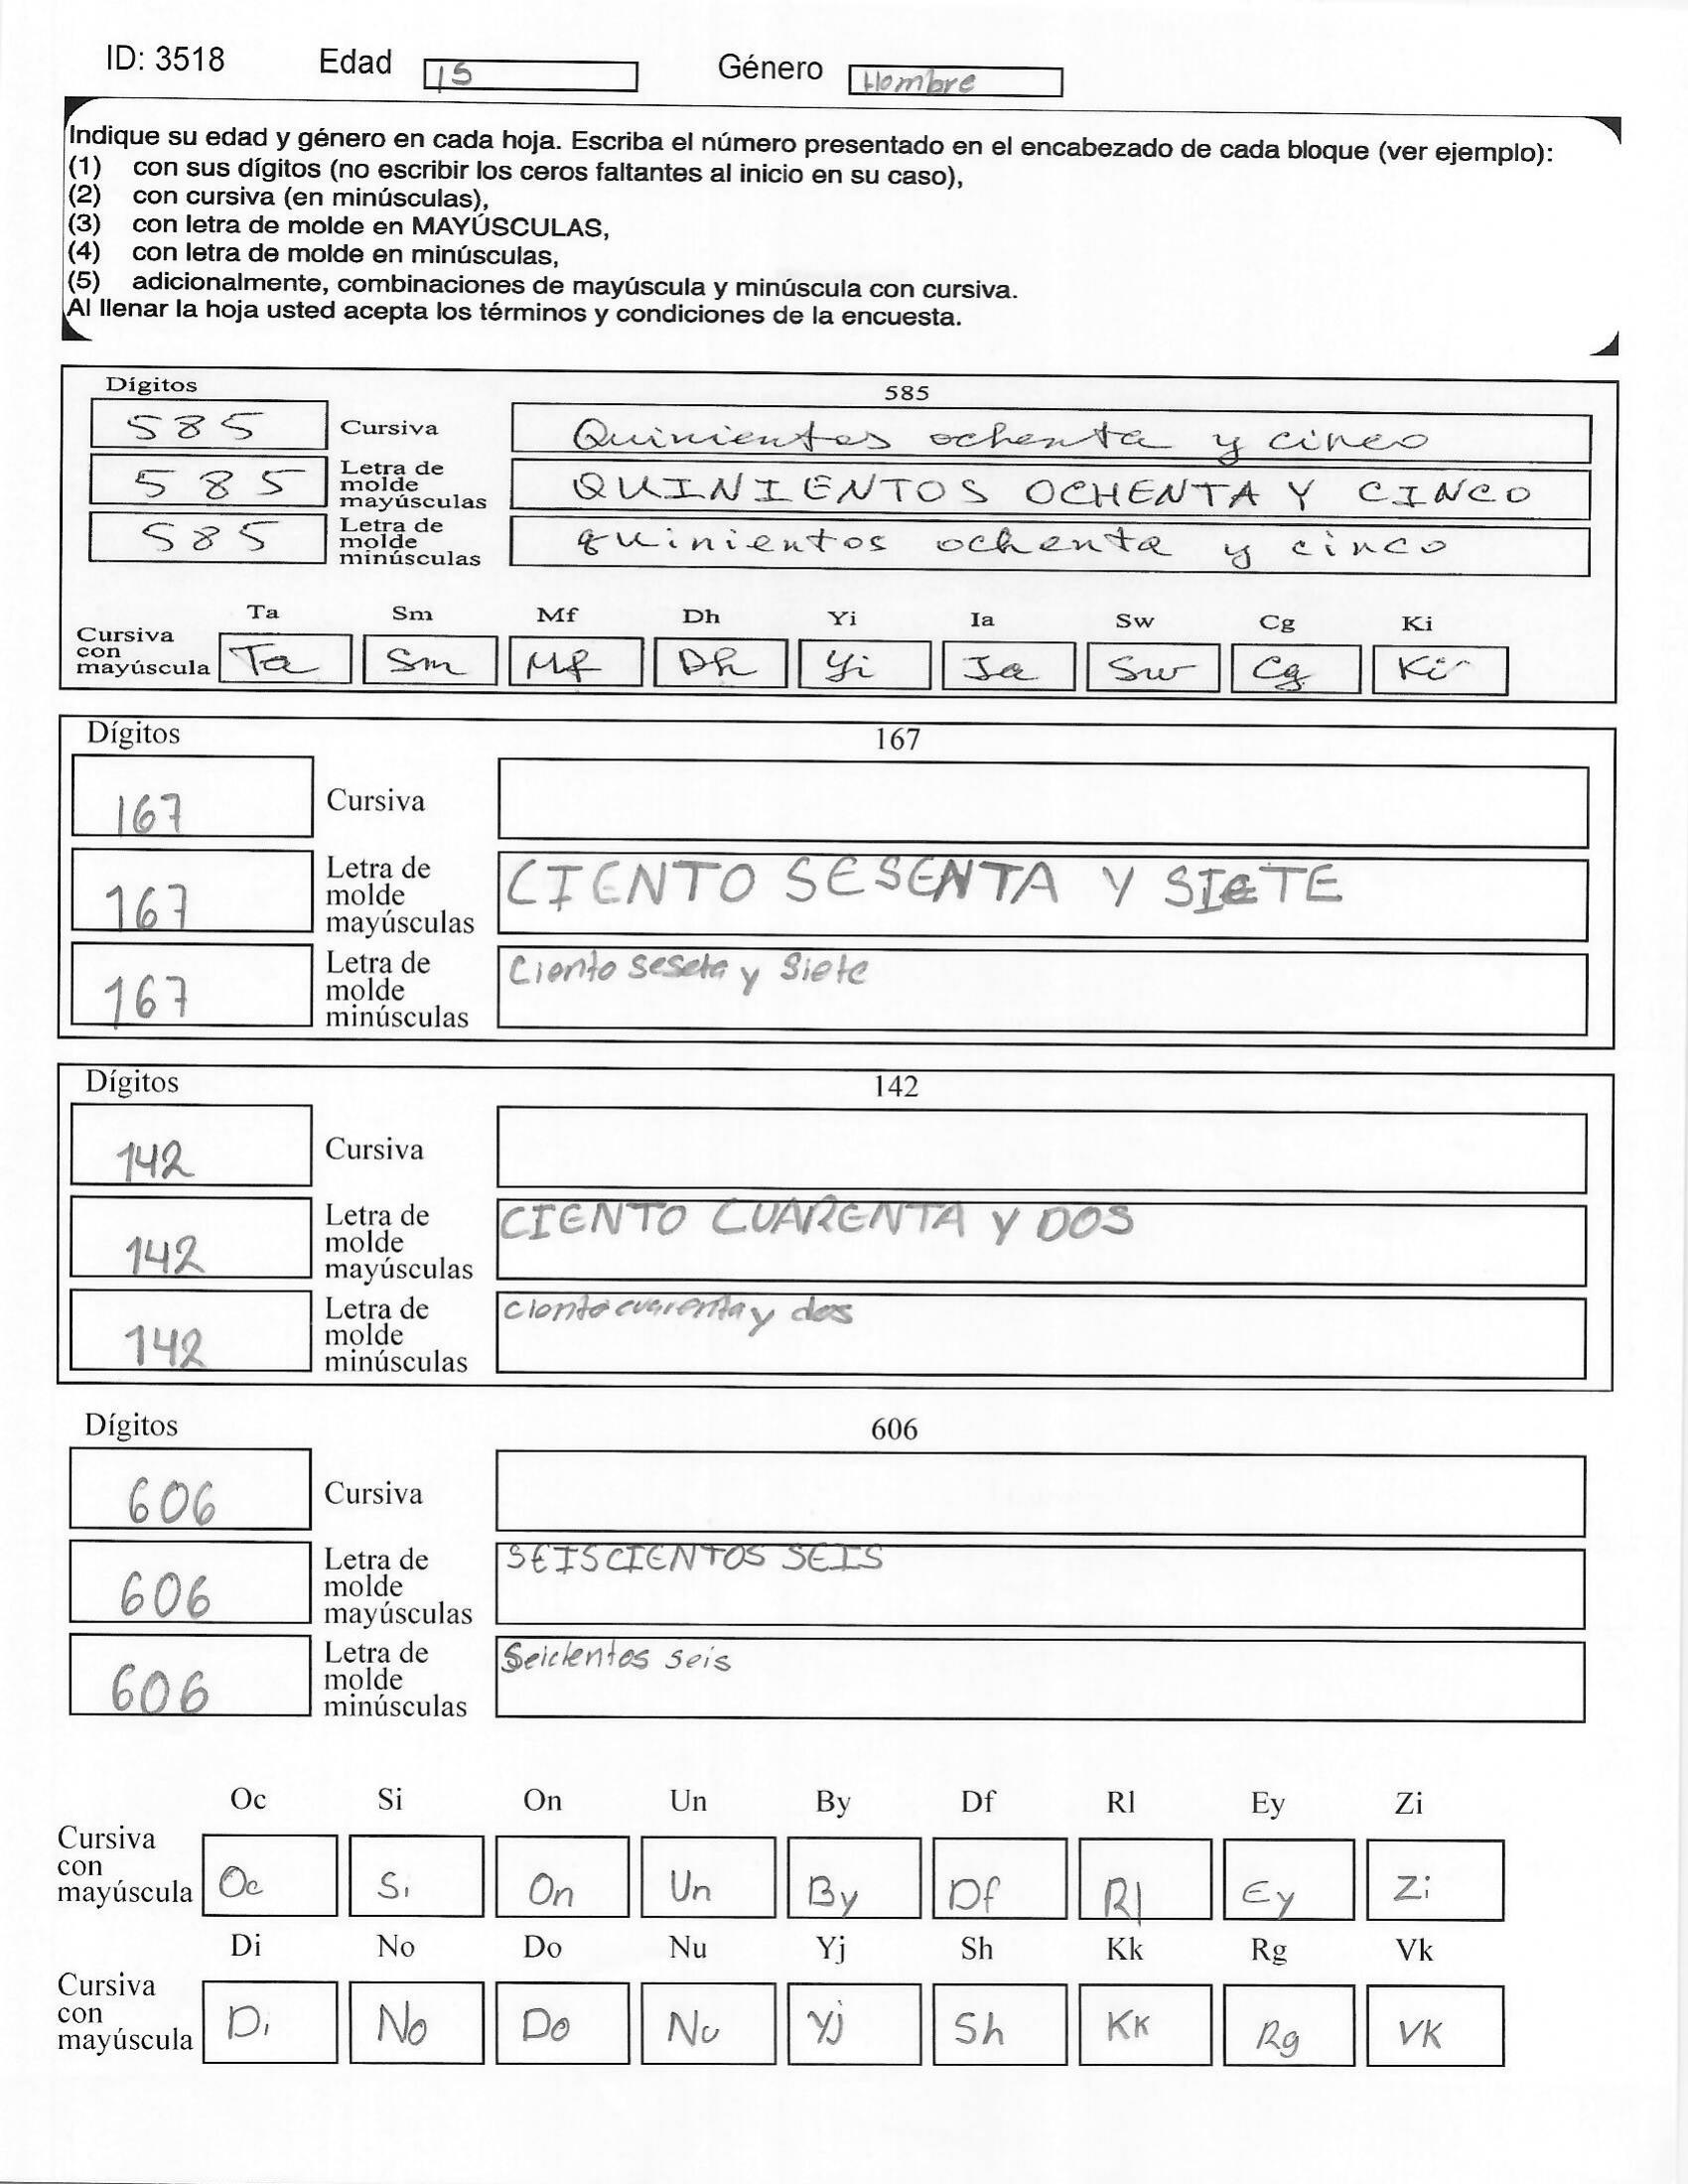 ID: 3518 Edad 15 Género Hombre
Indique su edad y género en cada hoja. Escriba el número presentado en el encabezado de cada bloque (ver ejemplo):
(1) con sus dígitos (no escribir los ceros faltantes al inicio en su caso),
(2) con cursiva (en minúsculas),
(3) con letra de molde en MAYÚSCULAS,
(4) con letra de molde en minúsculas,
(5) adicionalmente, combinaciones de mayúscula y minúscula con cursiva.
Al llenar la hoja usted acepta los términos y condiciones de la encuesta.
Dígitos 585
585 Cursiva Quinientos ochenta y cinco
585 Letra de molde mayúsculas QUINIENTOS OCHENTA Y CINCO
585 Letra de molde minúsculas quinientos ochenta y cinco
Ta Sm Mf Dh Yi Ia Sw Cg Ki
Cursiva con mayúscula Ta Sm Mf Dh Yi Ia Sw Cg Ki
Dígitos 167
167 Cursiva
167 Letra de molde mayúsculas CIENTO SESENTA Y SIeTE
167 Letra de molde minúsculas Ciento seseta y Siete
Dígitos 142
142 Cursiva
142 Letra de molde mayúsculas CIENTO CUARENTA Y DOS
142 Letra de molde minúsculas ciento cuarenta y dos
Dígitos 606
606 Cursiva
606 Letra de molde mayúsculas SEISCIENTOS SEIS
606 Letra de molde minúsculas Seicientos seis
Oc Si On Un By Df Rl Ey Zi
Cursiva con mayúscula Oc Si On Un By Df Rl Ey Zi
Di No Do Nu Yj Sh Kk Rg Vk
Cursiva con mayúscula Di No Do Nu Yj Sh Kk Rg Vk